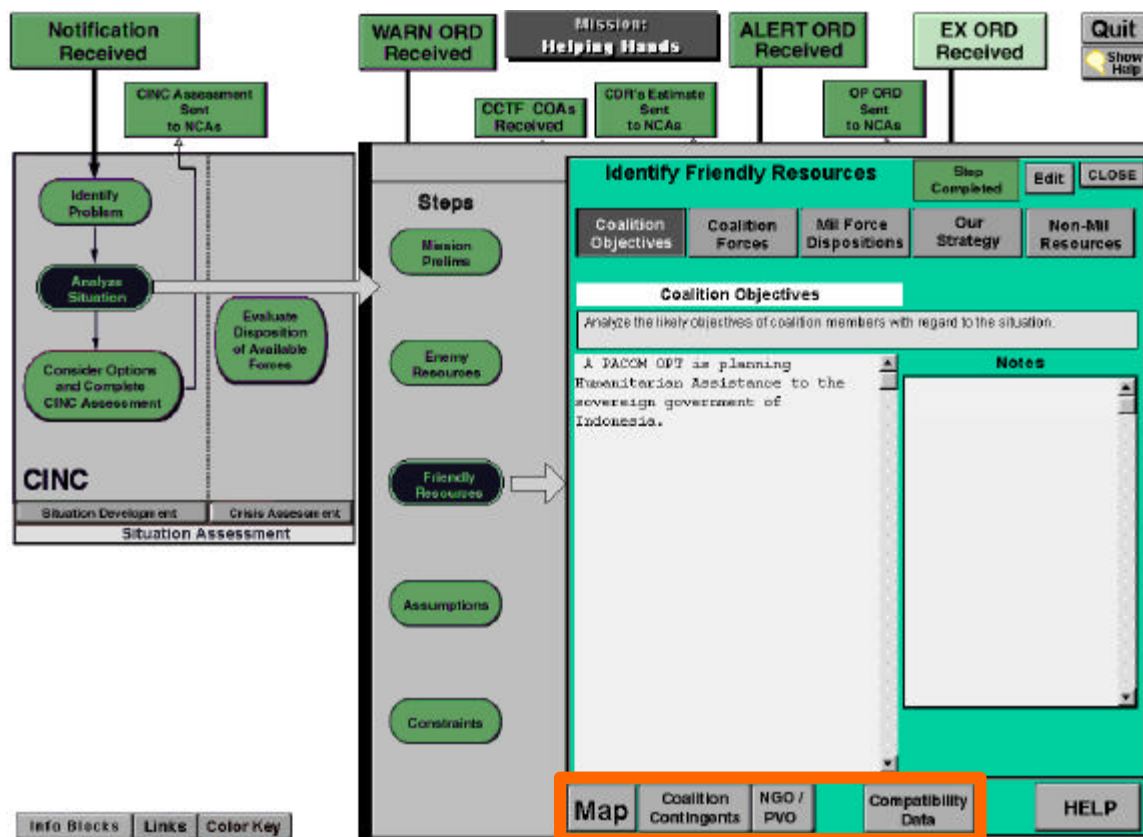 Notification
Received
WARN ORD
Received
Mission:
Helping Hands
ALERT ORD
Received
EX ORD
Received
Quit
Show
Help
CINC Assessment
Sent
to NCAs
CCTF COAs
Received
CDR's Estimate
Sent
to NCAs
OP ORD
Sent
to NCAs
Identify
Problem
Analyze
Situation
Consider Options
and Complete
CINC Assessment
Evaluate
Disposition
of Available
Forces
CINC
Situation Development
Crisis Assessment
Situation Assessment
Steps
Mission
Prelims
Enemy
Resources
Friendly
Resources
Assumptions
Constraints
Identify Friendly Resources
Step
Completed
Edit
CLOSE
Coalition
Objectives
Coalition
Forces
Mil Force
Dispositions
Our
Strategy
Non-Mil
Resources
Coalition Objectives
Analyze the likely objectives of coalition members with regard to the situation.
A PACOM OPT is planning
Humanitarian Assistance to the
sovereign government of
Indonesia.
Notes
Map
Coalition
Contingents
NGO /
PVO
Compatibility
Data
HELP
Info Blocks
Links
Color Key